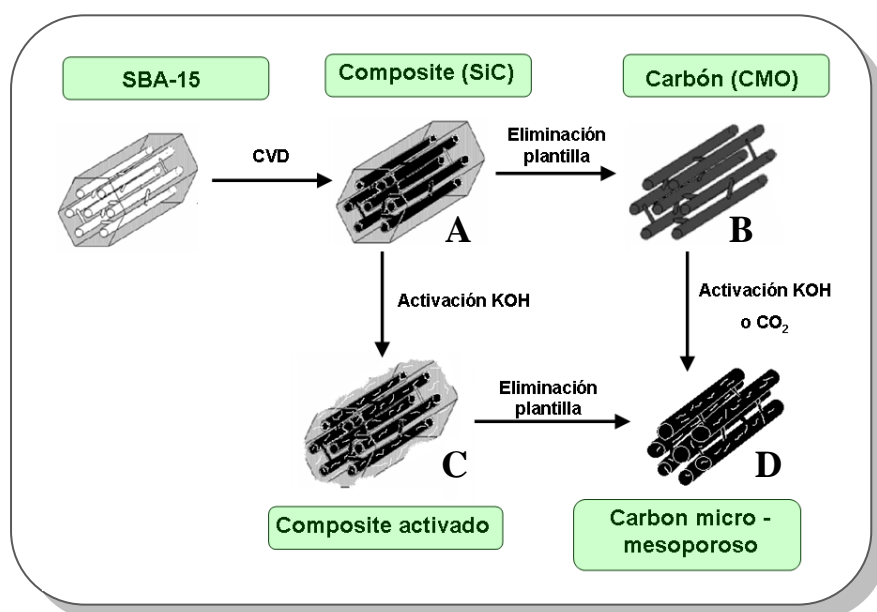 SBA-15
Composite (SiC)
Carbón (CMO)
CVD
Eliminación
plantilla
A
B
Activación KOH
Activación KOH
o CO₂
Eliminación
plantilla
C
D
Composite activado
Carbon micro -
mesoporoso